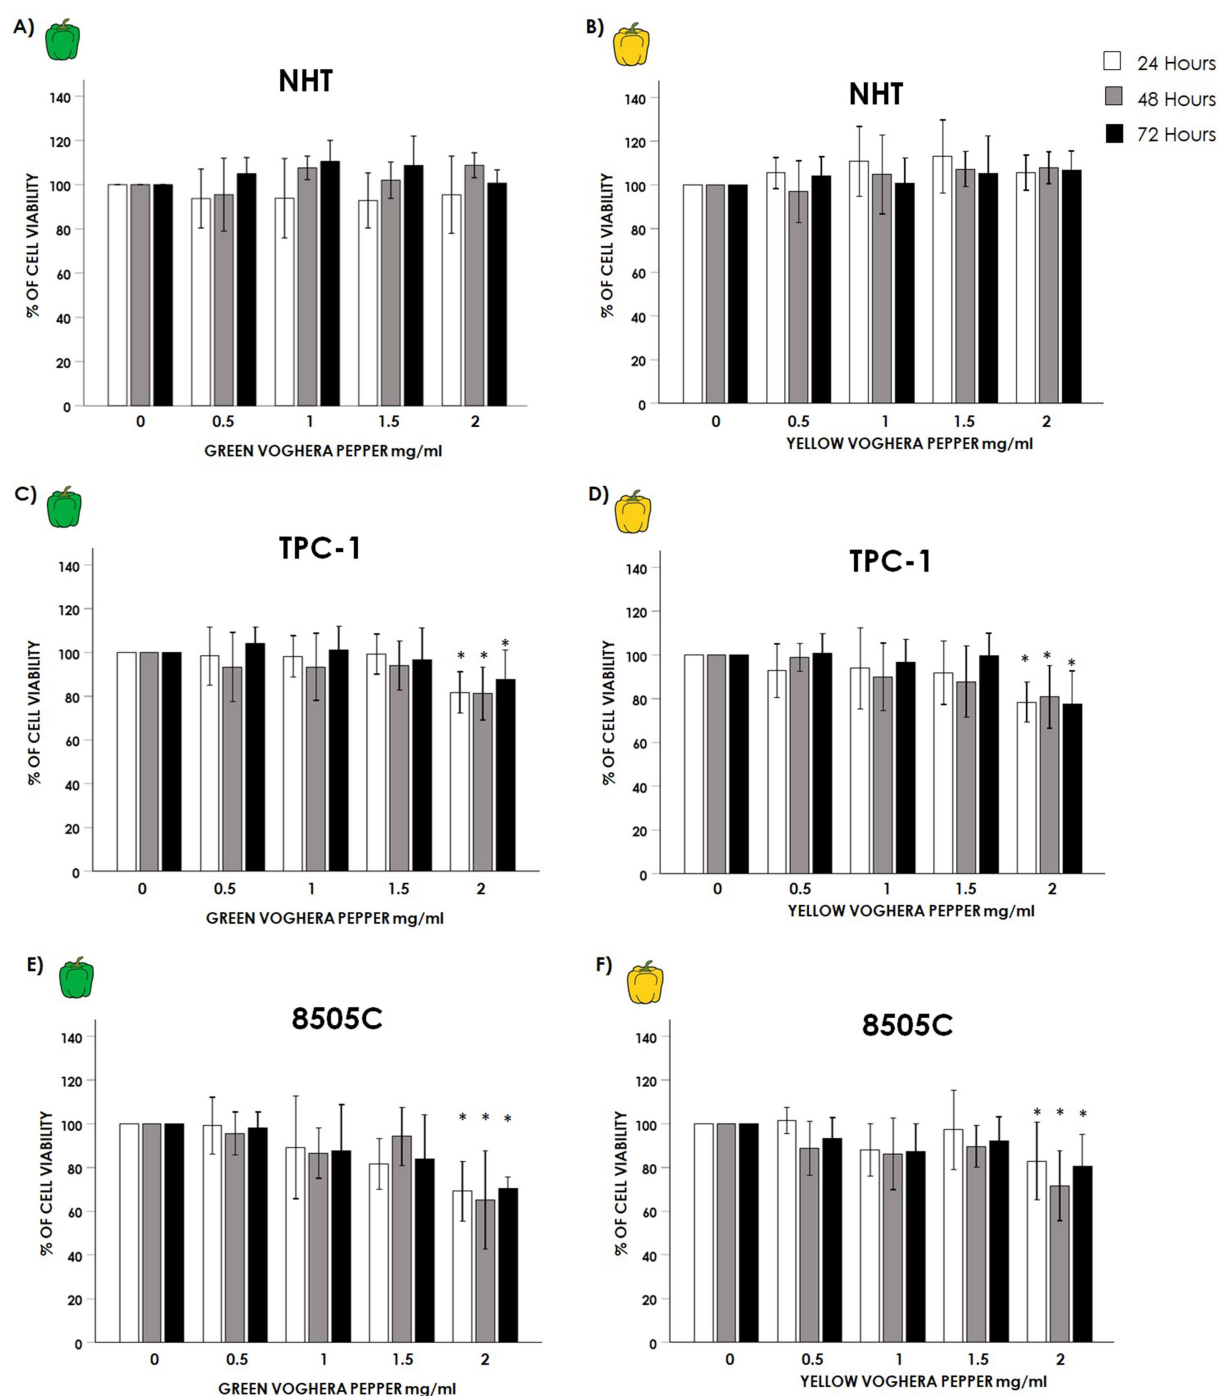 A)
NHT
140
120
100
80
60
40
20
0
% OF CELL VIABILITY
0 0.5 1 1.5 2
GREEN VOGHERA PEPPER mg/ml
B)
NHT
140
120
100
80
60
40
20
0
% OF CELL VIABILITY
0 0.5 1 1.5 2
YELLOW VOGHERA PEPPER mg/ml
24 Hours
48 Hours
72 Hours
C)
TPC-1
140
120
100
80
60
40
20
0
% OF CELL VIABILITY
* * *
0 0.5 1 1.5 2
GREEN VOGHERA PEPPER mg/ml
D)
TPC-1
140
120
100
80
60
40
20
0
% OF CELL VIABILITY
* * *
0 0.5 1 1.5 2
YELLOW VOGHERA PEPPER mg/ml
E)
8505C
140
120
100
80
60
40
20
0
% OF CELL VIABILITY
* * *
0 0.5 1 1.5 2
GREEN VOGHERA PEPPER mg/ml
F)
8505C
140
120
100
80
60
40
20
0
% OF CELL VIABILITY
* * *
0 0.5 1 1.5 2
YELLOW VOGHERA PEPPER mg/ml